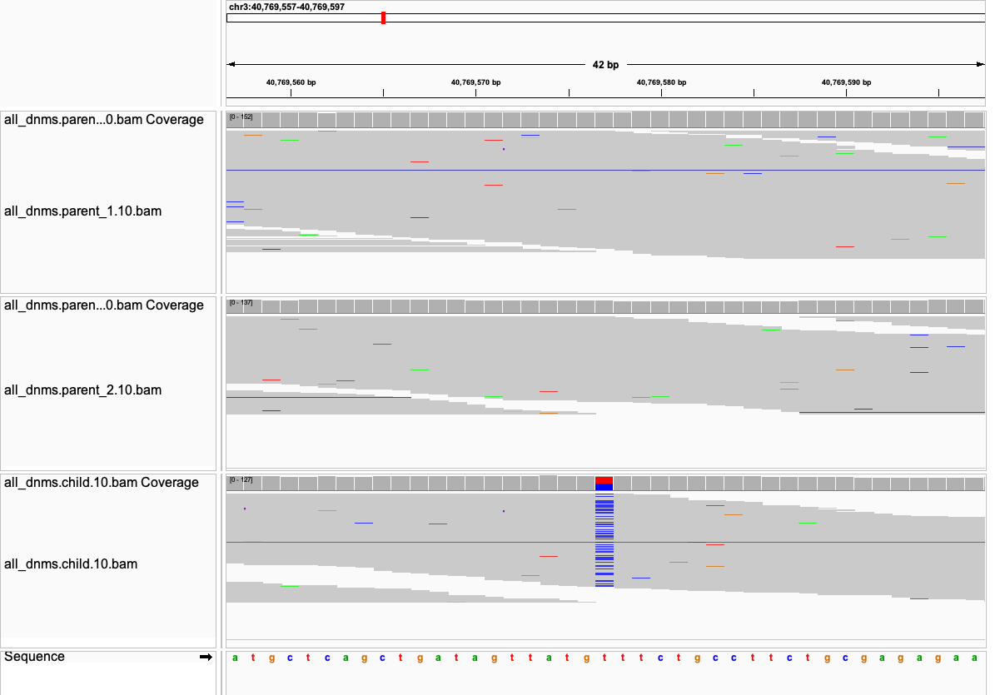 chr3:40,769,557-40,769,597
42 bp
40,769,560 bp 40,769,570 bp 40,769,580 bp 40,769,590 bp
all_dnms.paren...0.bam Coverage [0 - 152]
all_dnms.parent_1.10.bam
all_dnms.paren...0.bam Coverage [0 - 137]
all_dnms.parent_2.10.bam
all_dnms.child.10.bam Coverage [0 - 127]
all_dnms.child.10.bam
Sequence a t g c t c a g c t g a t a g t t a t g t t t c t g c c t t c t g c g a g a g a a